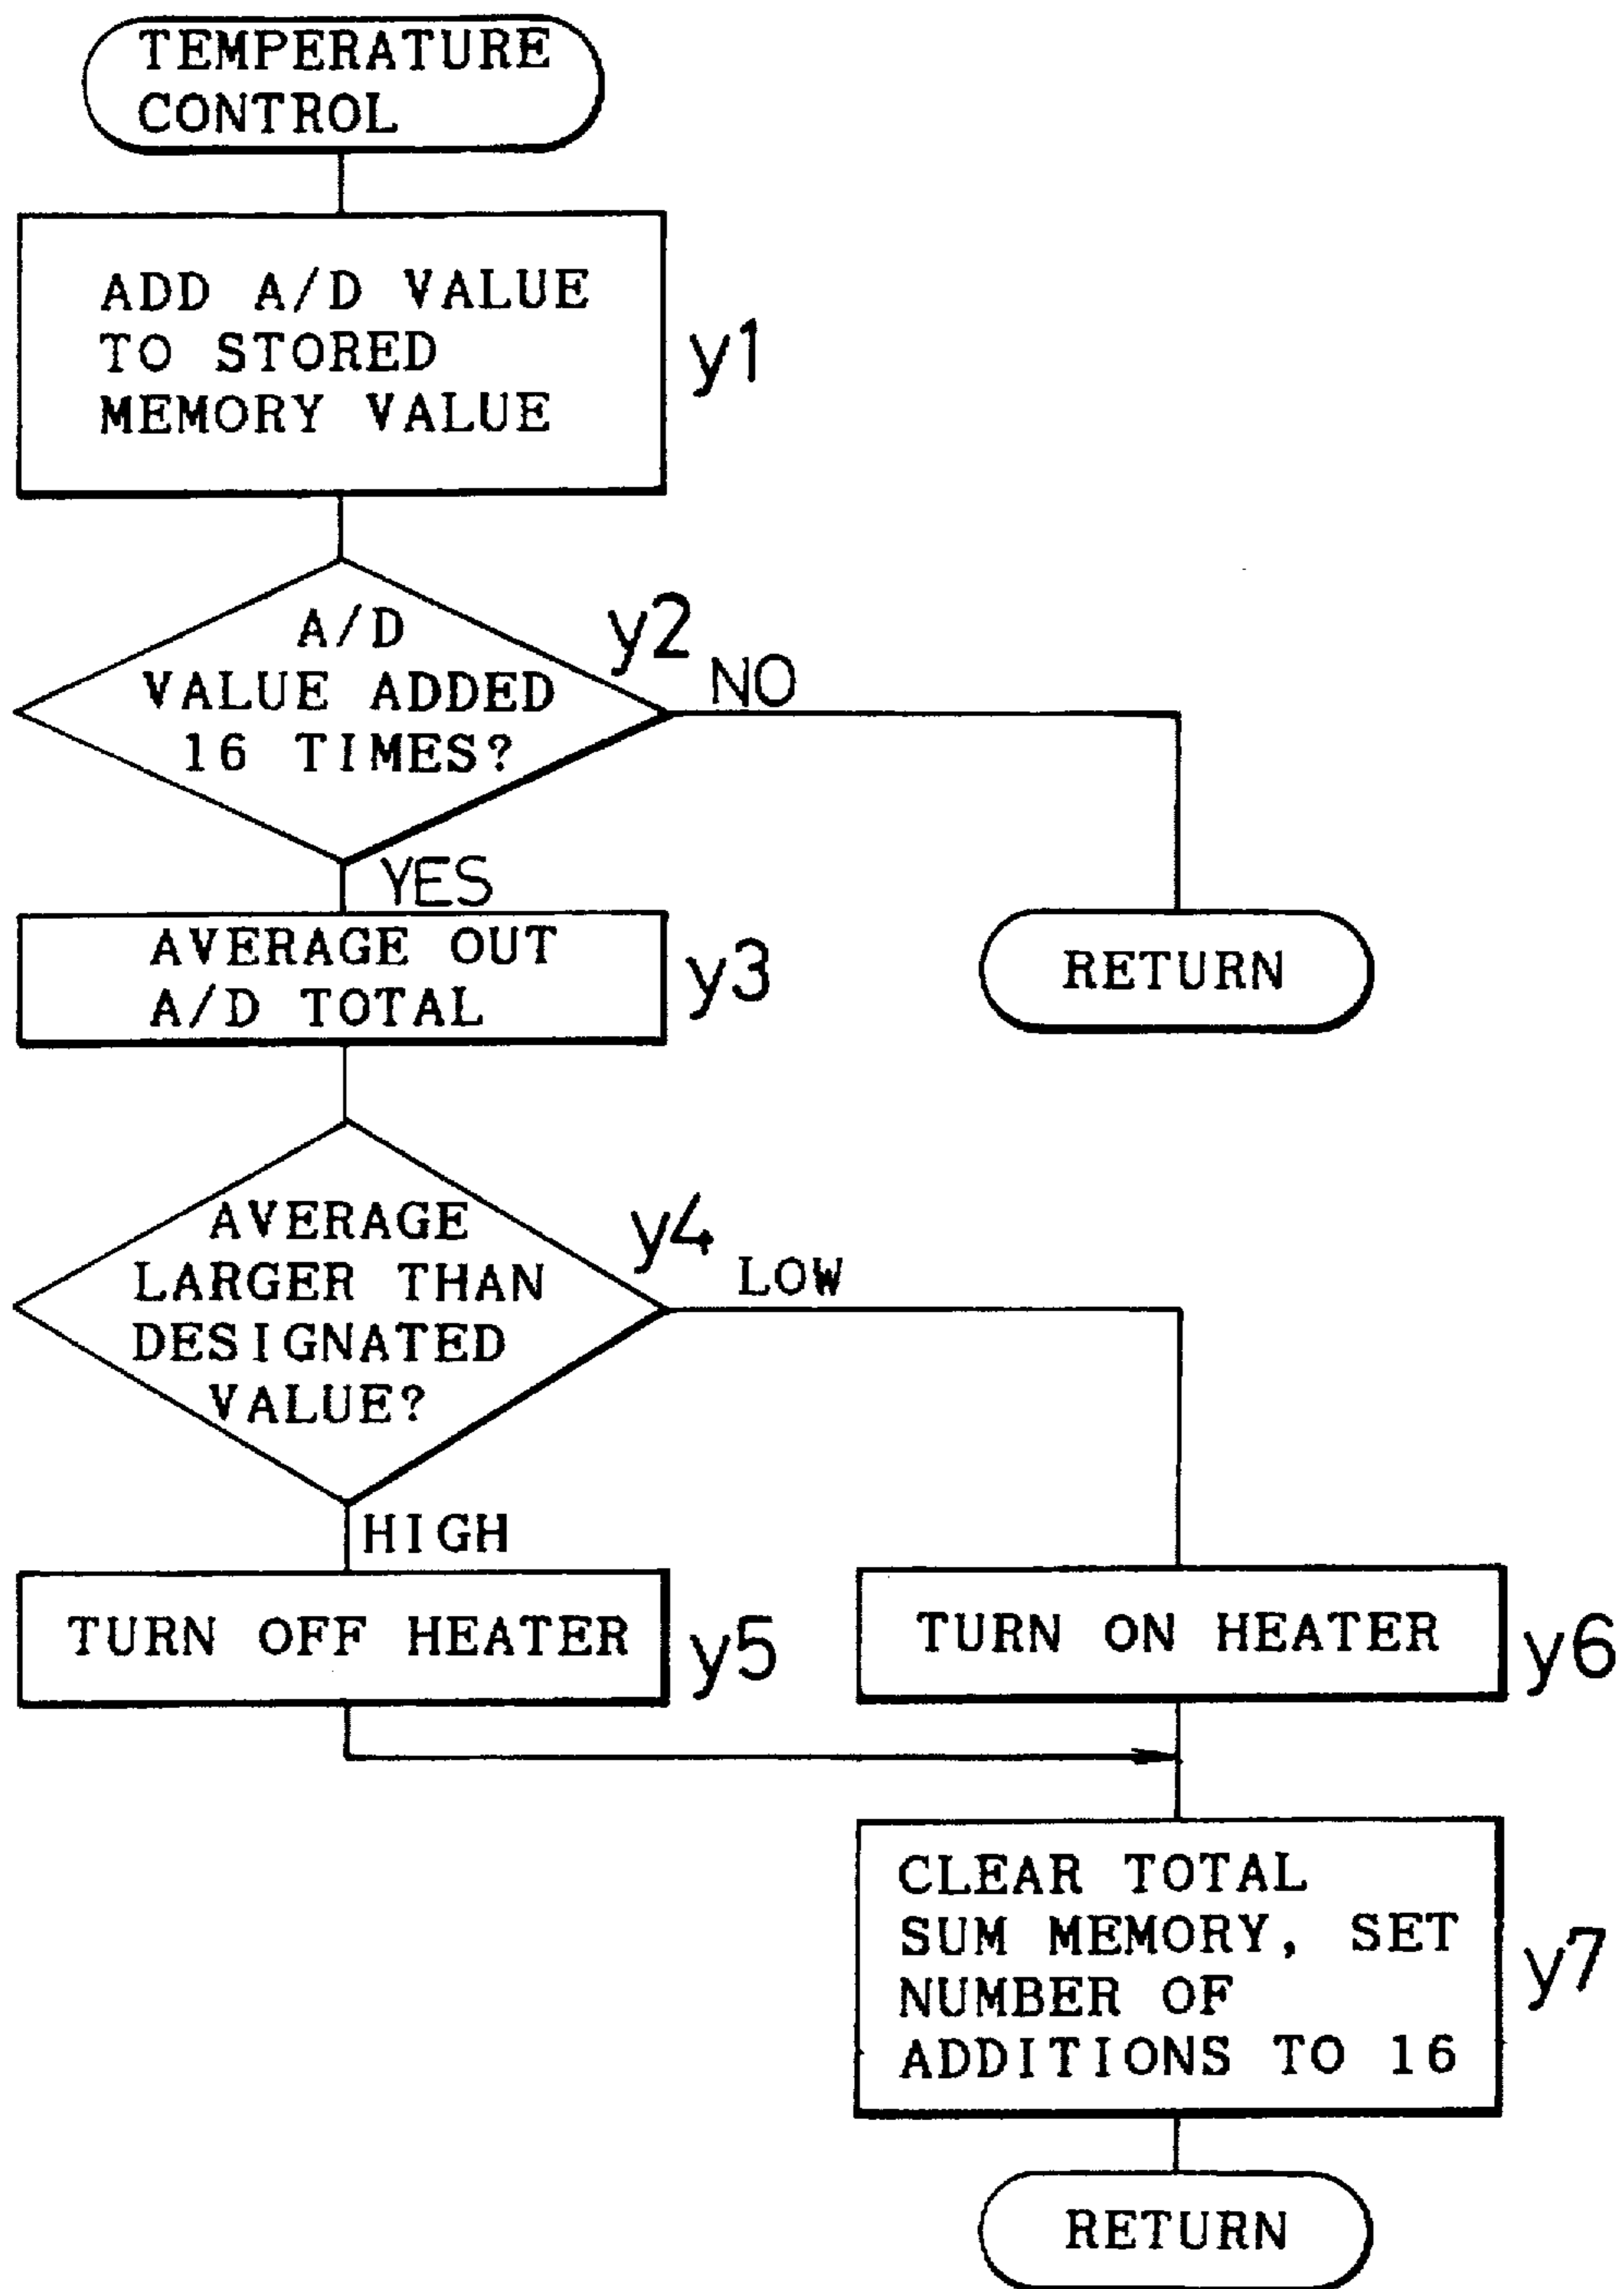 TEMPERATURE
CONTROL
ADD A/D VALUE
TO STORED
MEMORY VALUE
y1
A/D
VALUE ADDED
16 TIMES?
y2
NO
YES
AVERAGE OUT
A/D TOTAL
y3
RETURN
AVERAGE
LARGER THAN
DESIGNATED
VALUE?
y4
LOW
HIGH
TURN OFF HEATER
y5
TURN ON HEATER
y6
CLEAR TOTAL
SUM MEMORY, SET
NUMBER OF
ADDITIONS TO 16
y7
RETURN